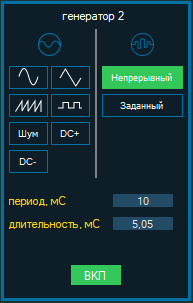 генератор 2
Непрерывный
Заданный
Шум
DC+
DC-
период, мС 10
длительность, мС 5,05
ВКЛ